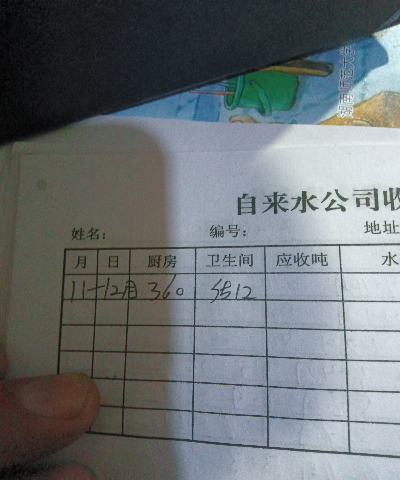 自来水公司收
姓名: 编号: 地址
月 日 厨房 卫生间 应收吨 水
11-12月 360 512